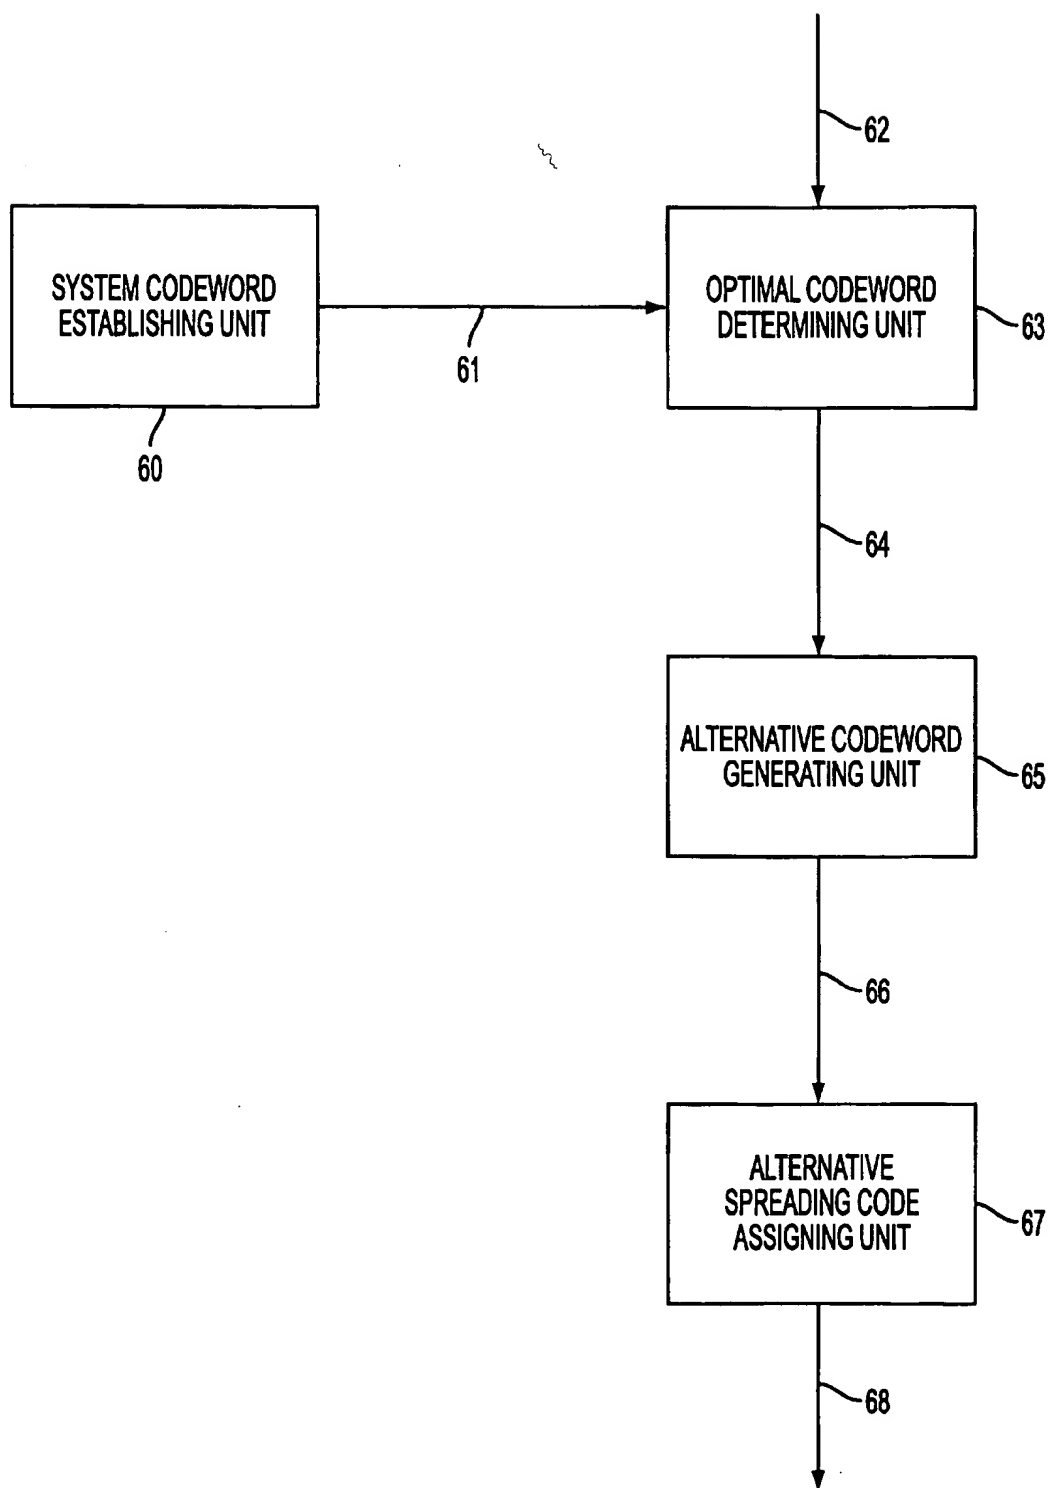 62
SYSTEM CODEWORD
ESTABLISHING UNIT
OPTIMAL CODEWORD
DETERMINING UNIT
63
61
60
64
ALTERNATIVE CODEWORD
GENERATING UNIT
65
66
ALTERNATIVE
SPREADING CODE
ASSIGNING UNIT
67
68